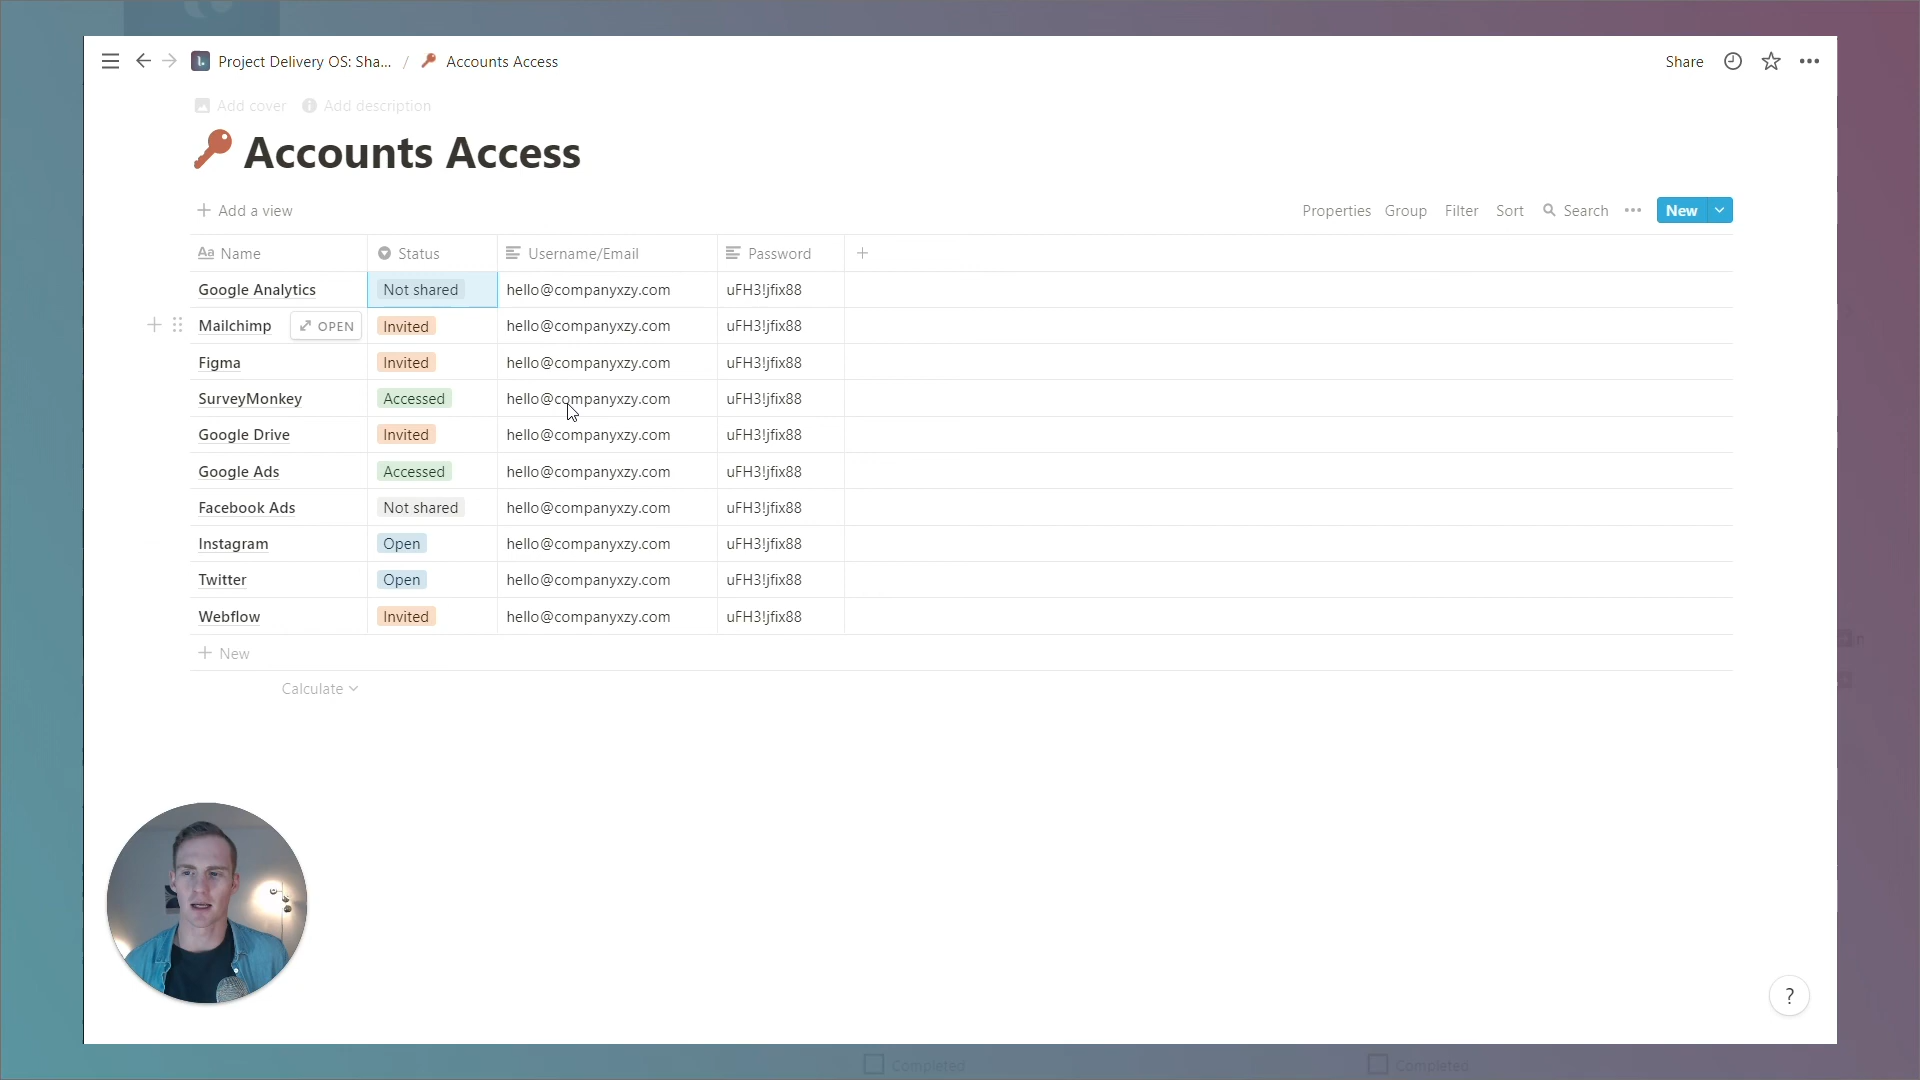 Project Delivery OS: Sha... / Accounts Access
Share
Add cover Add description
Accounts Access
Add a view
Properties Group Filter Sort Search New
Aa Name Status Username/Email Password
Google Analytics Not shared hello@companyxzy.com uFH3!jfix88
Mailchimp OPEN Invited hello@companyxzy.com uFH3!jfix88
Figma Invited hello@companyxzy.com uFH3!jfix88
SurveyMonkey Accessed hello@companyxzy.com uFH3!jfix88
Google Drive Invited hello@companyxzy.com uFH3!jfix88
Google Ads Accessed hello@companyxzy.com uFH3!jfix88
Facebook Ads Not shared hello@companyxzy.com uFH3!jfix88
Instagram Open hello@companyxzy.com uFH3!jfix88
Twitter Open hello@companyxzy.com uFH3!jfix88
Webflow Invited hello@companyxzy.com uFH3!jfix88
New
Calculate
?
Completed Completed